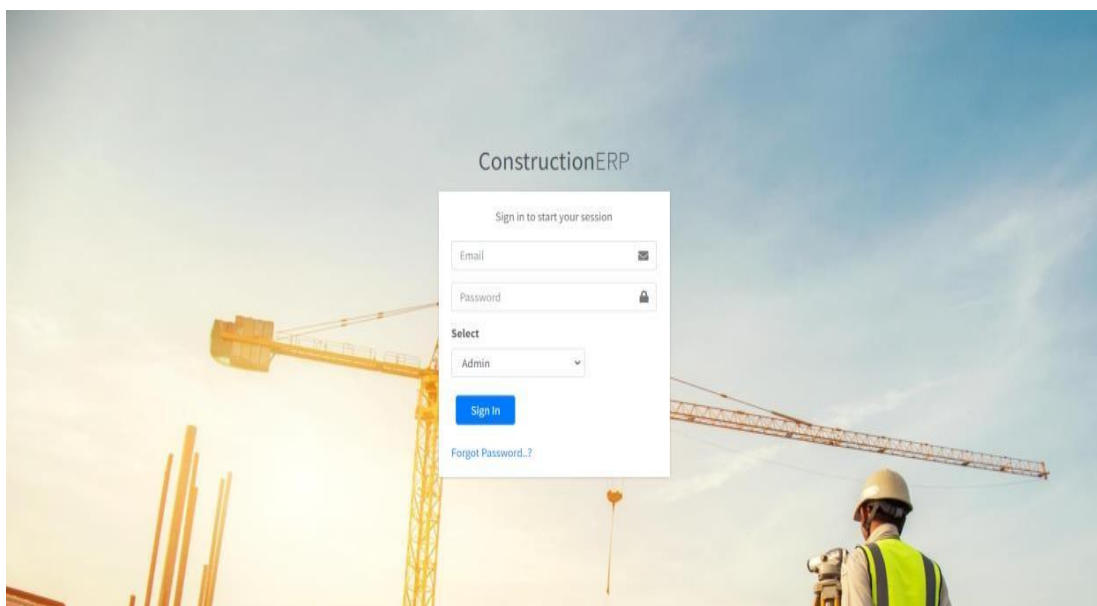 ConstructionERP
Sign in to start your session
Email
Password
Select
Admin
Sign In
Forgot Password..?